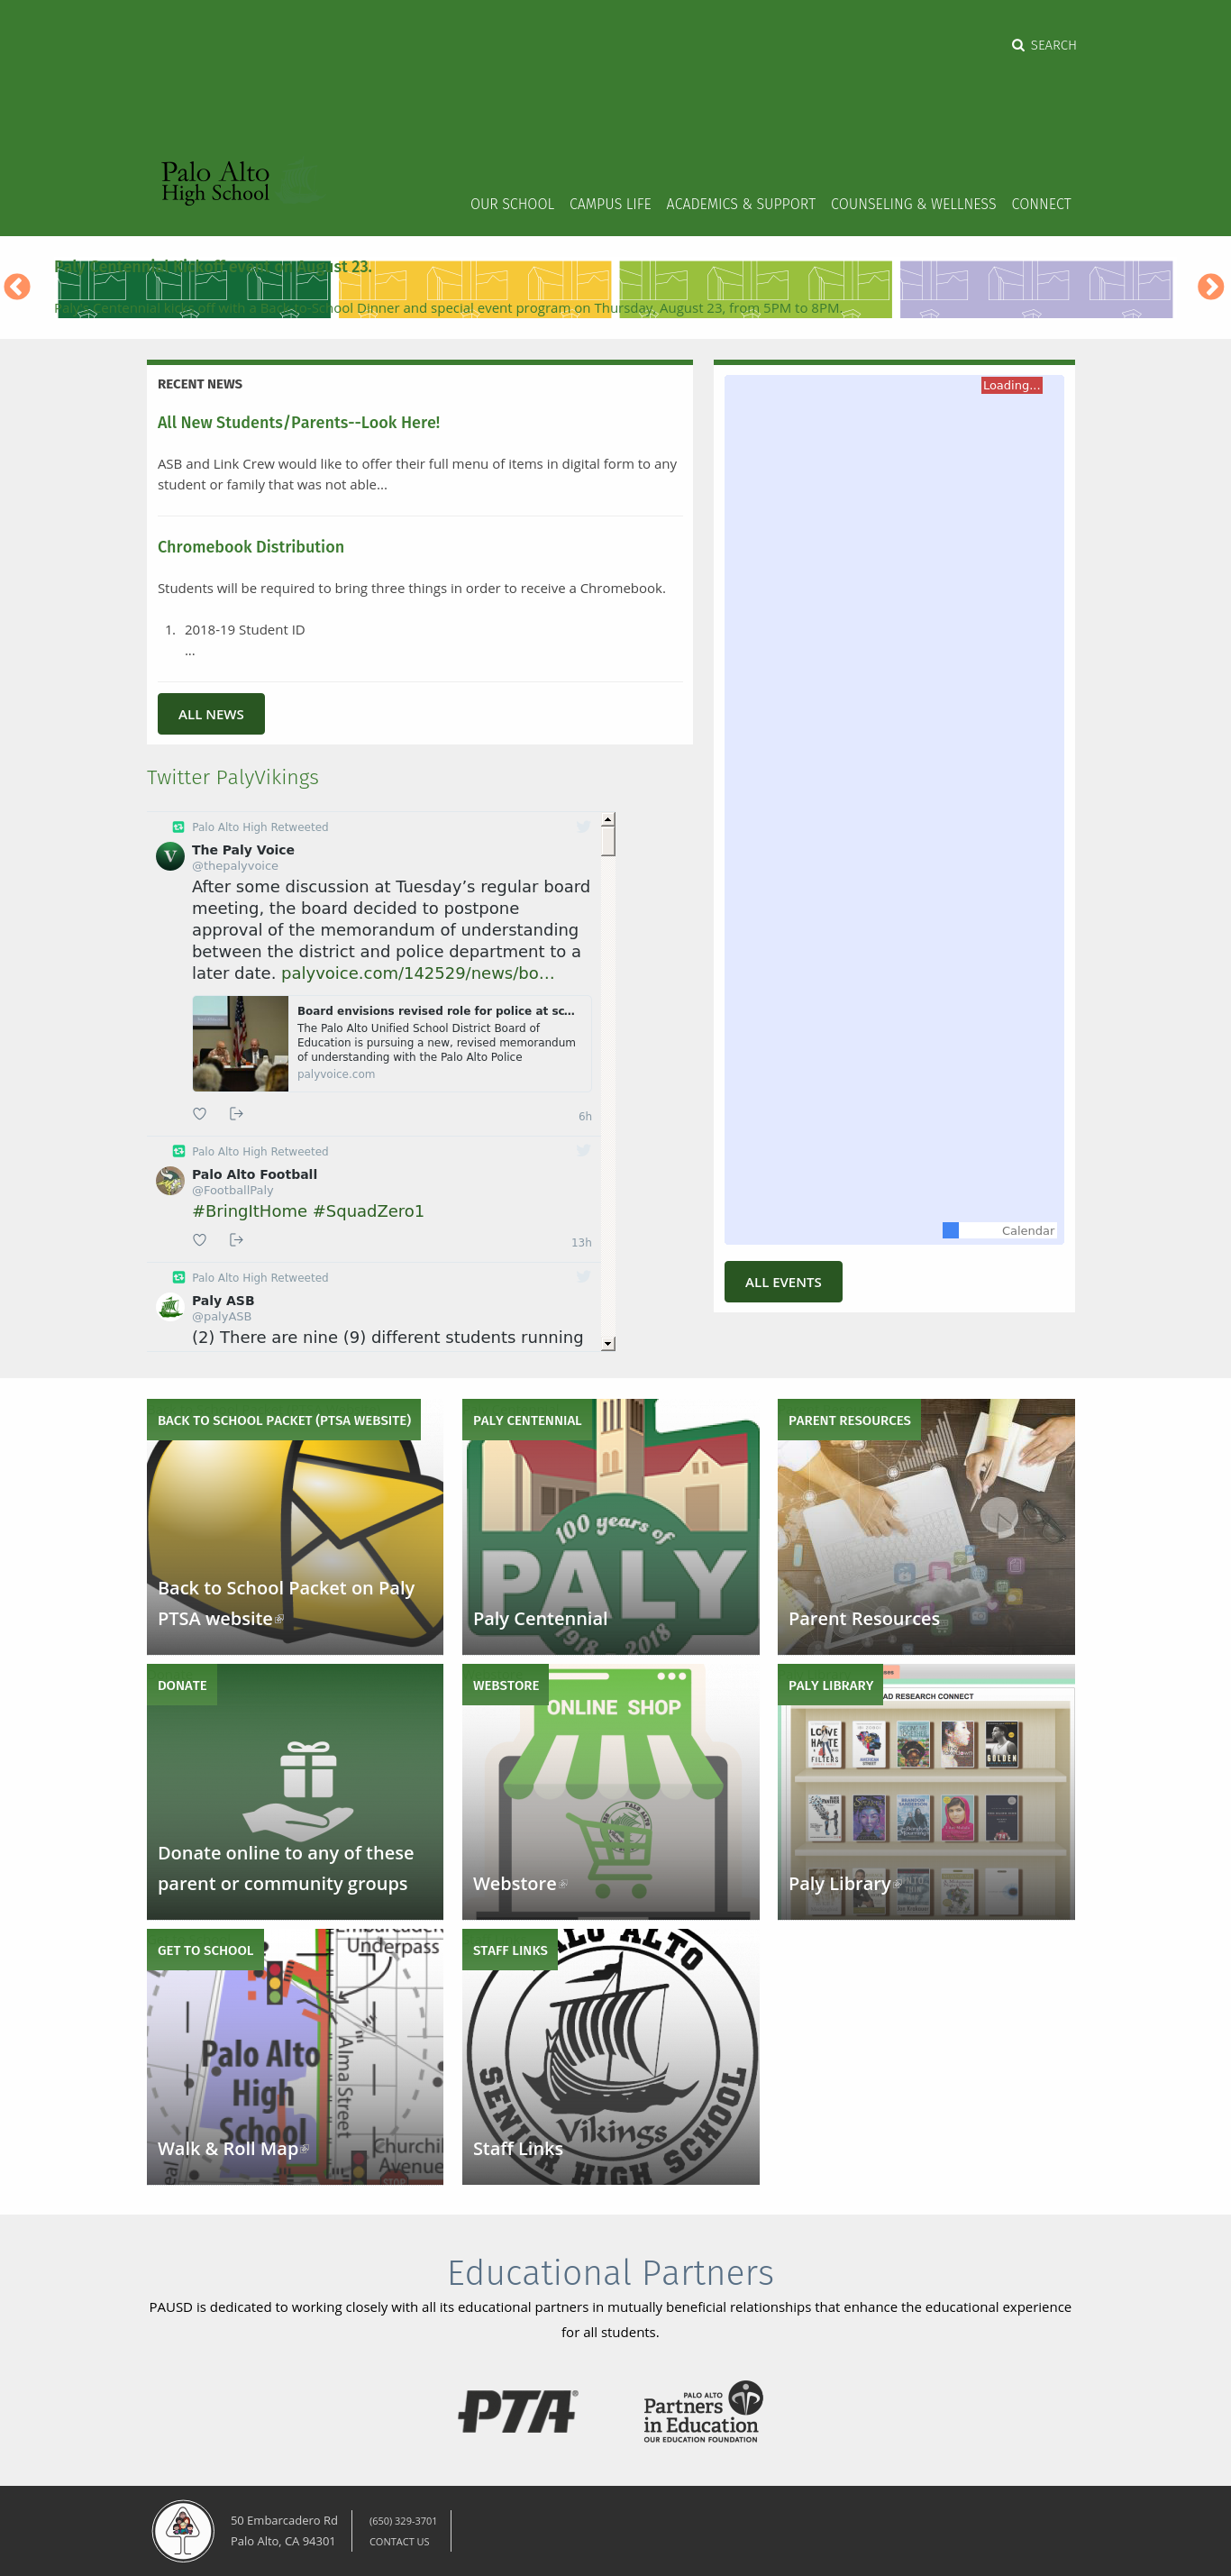 SEARCH
Palo Alto
High School
OUR SCHOOL CAMPUS LIFE ACADEMICS & SUPPORT COUNSELING & WELLNESS CONNECT
Paly Centennial Kickoff event on August 23.
Paly's Centennial kicks off with a Back-to-School Dinner and special event program on Thursday, August 23, from 5PM to 8PM.
RECENT NEWS
All New Students/Parents--Look Here!
ASB and Link Crew would like to offer their full menu of items in digital form to any
student or family that was not able...
Chromebook Distribution
Students will be required to bring three things in order to receive a Chromebook.
1. 2018-19 Student ID
...
ALL NEWS
Loading...
Calendar
ALL EVENTS
Twitter PalyVikings
Palo Alto High Retweeted
The Paly Voice
@thepalyvoice
After some discussion at Tuesday’s regular board
meeting, the board decided to postpone
approval of the memorandum of understanding
between the district and police department to a
later date. palyvoice.com/142529/news/bo…
Board envisions revised role for police at sc...
The Palo Alto Unified School District Board of
Education is pursuing a new, revised memorandum
of understanding with the Palo Alto Police
palyvoice.com
6h
Palo Alto High Retweeted
Palo Alto Football
@FootballPaly
#BringItHome #SquadZero1
13h
Palo Alto High Retweeted
Paly ASB
@palyASB
(2) There are nine (9) different students running
BACK TO SCHOOL PACKET (PTSA WEBSITE)
Back to School Packet on Paly
PTSA website
PALY CENTENNIAL
100 years of
PALY
1918 - 2018
Paly Centennial
PARENT RESOURCES
Parent Resources
DONATE
Donate online to any of these
parent or community groups
WEBSTORE
ONLINE SHOP
PALO ALTO
Webstore
PALY LIBRARY
AD RESEARCH CONNECT
LOVE
HATE
FILTERS
GOLDEN
Paly Library
GET TO SCHOOL
Embarcadero
Underpass
Palo Alto
High
School
Alma Street
Churchil
Avenue
STOP
Walk & Roll Map
STAFF LINKS
PALO ALTO
Vikings
SENIOR HIGH SCHOOL
Staff Links
Educational Partners
PAUSD is dedicated to working closely with all its educational partners in mutually beneficial relationships that enhance the educational experience
for all students.
PTA®
PALO ALTO
Partners
in Education
OUR EDUCATION FOUNDATION
50 Embarcadero Rd
Palo Alto, CA 94301
(650) 329-3701
CONTACT US